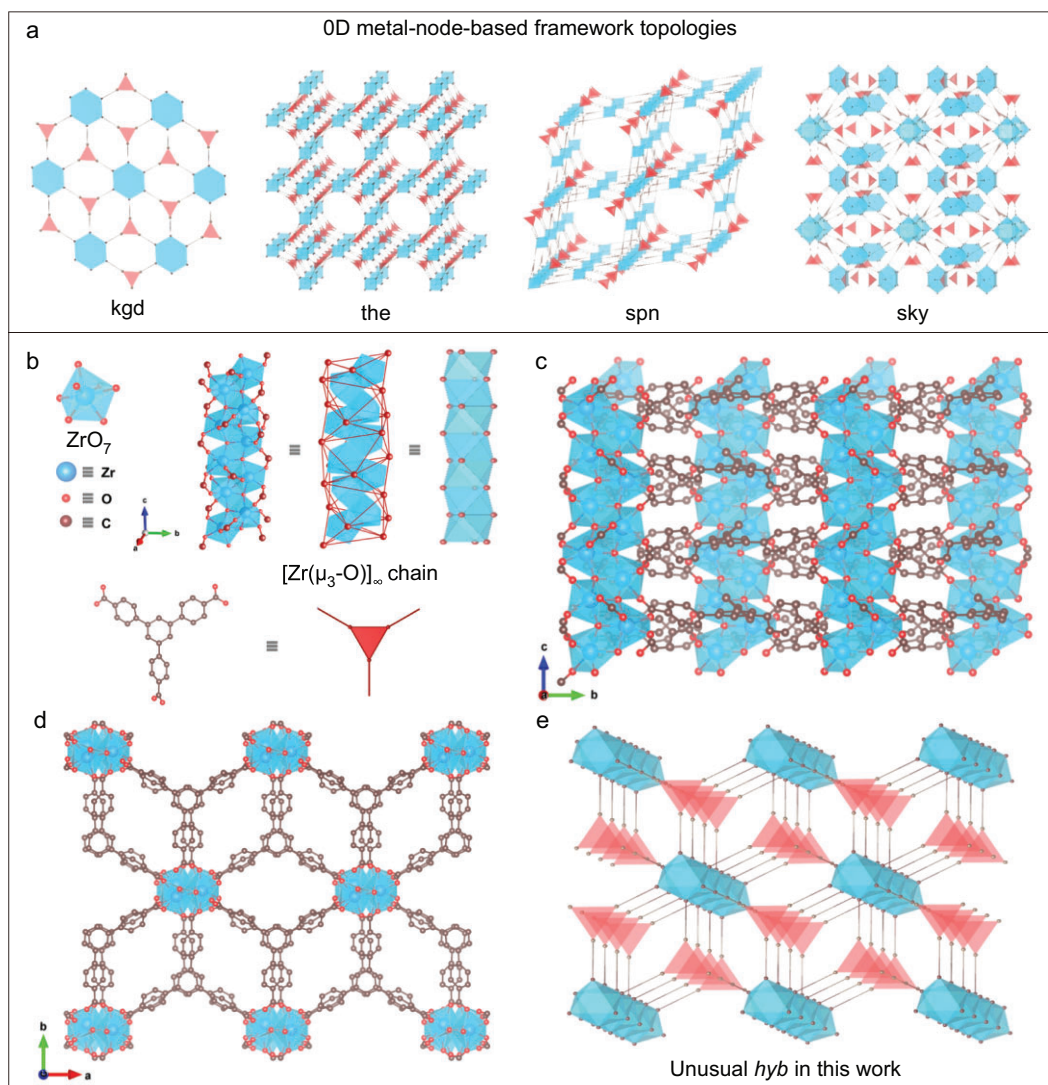 a
0D metal-node-based framework topologies
kgd
the
spn
sky
b
ZrO₇
≡ Zr
≡ O
≡ C
c
b
a
≡
≡
[Zr(μ₃-O)]∞ chain
≡
c
c
b
a
d
b
a
c
e
Unusual hyb in this work